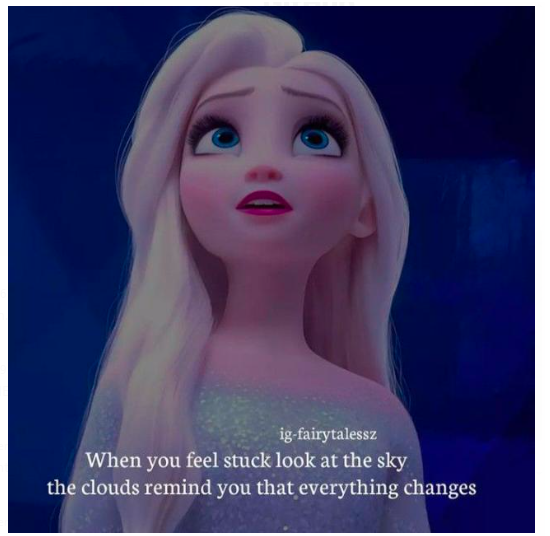 ig-fairytalessz
When you feel stuck look at the sky
the clouds remind you that everything changes